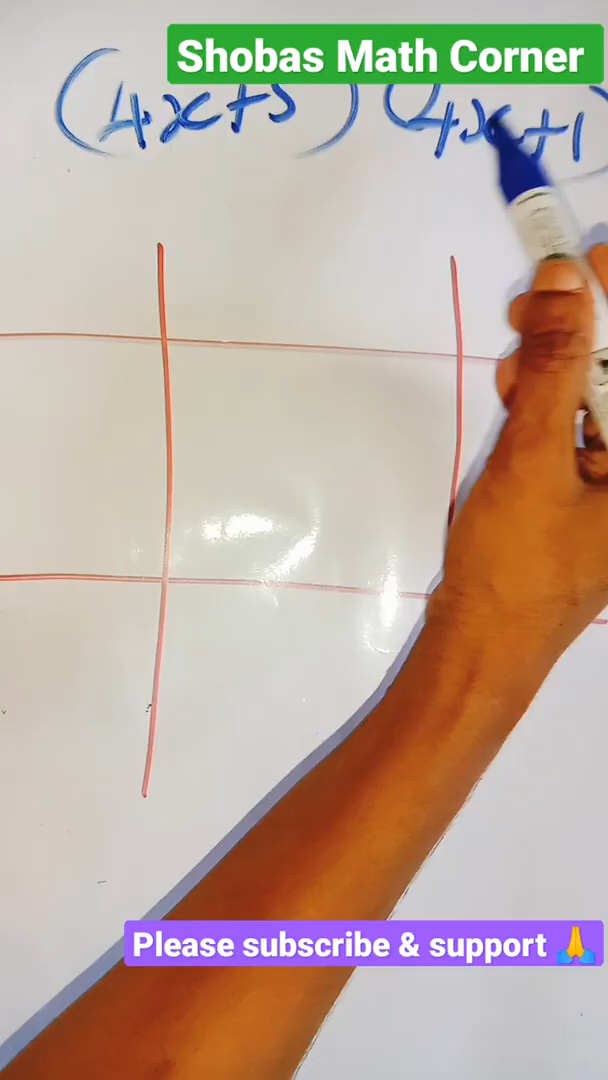 Shobas Math Corner
(4x+5)(4x+1)
Please subscribe & support 🙏